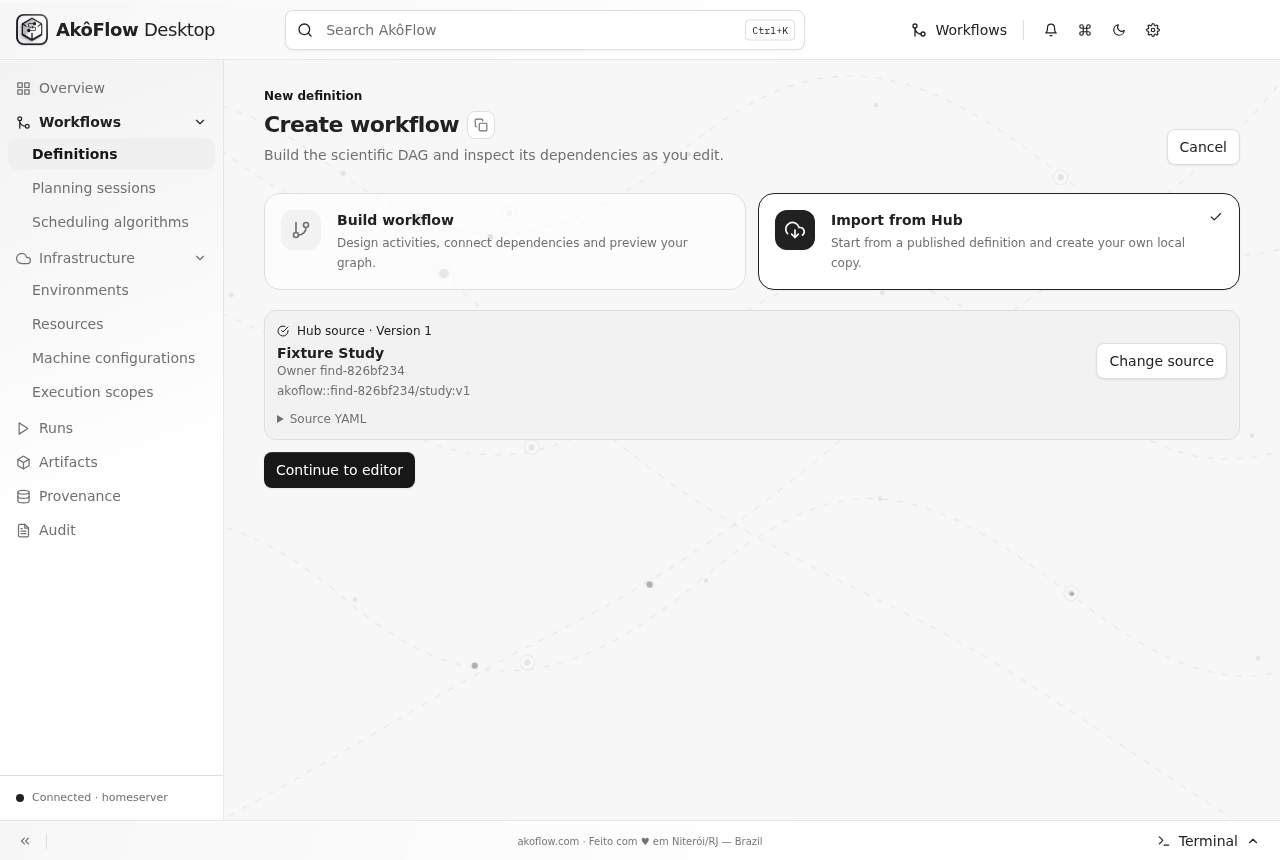 AkôFlow Desktop
Search AkôFlow
Ctrl+K
Workflows
Overview
Workflows
Definitions
Planning sessions
Scheduling algorithms
Infrastructure
Environments
Resources
Machine configurations
Execution scopes
Runs
Artifacts
Provenance
Audit
Connected · homeserver
New definition
Create workflow
Build the scientific DAG and inspect its dependencies as you edit.
Cancel
Build workflow
Design activities, connect dependencies and preview your
graph.
Import from Hub
Start from a published definition and create your own local
copy.
Hub source · Version 1
Fixture Study
Owner find-826bf234
akoflow::find-826bf234/study:v1
Source YAML
Change source
Continue to editor
akoflow.com · Feito com ♥ em Niterói/RJ — Brazil
Terminal